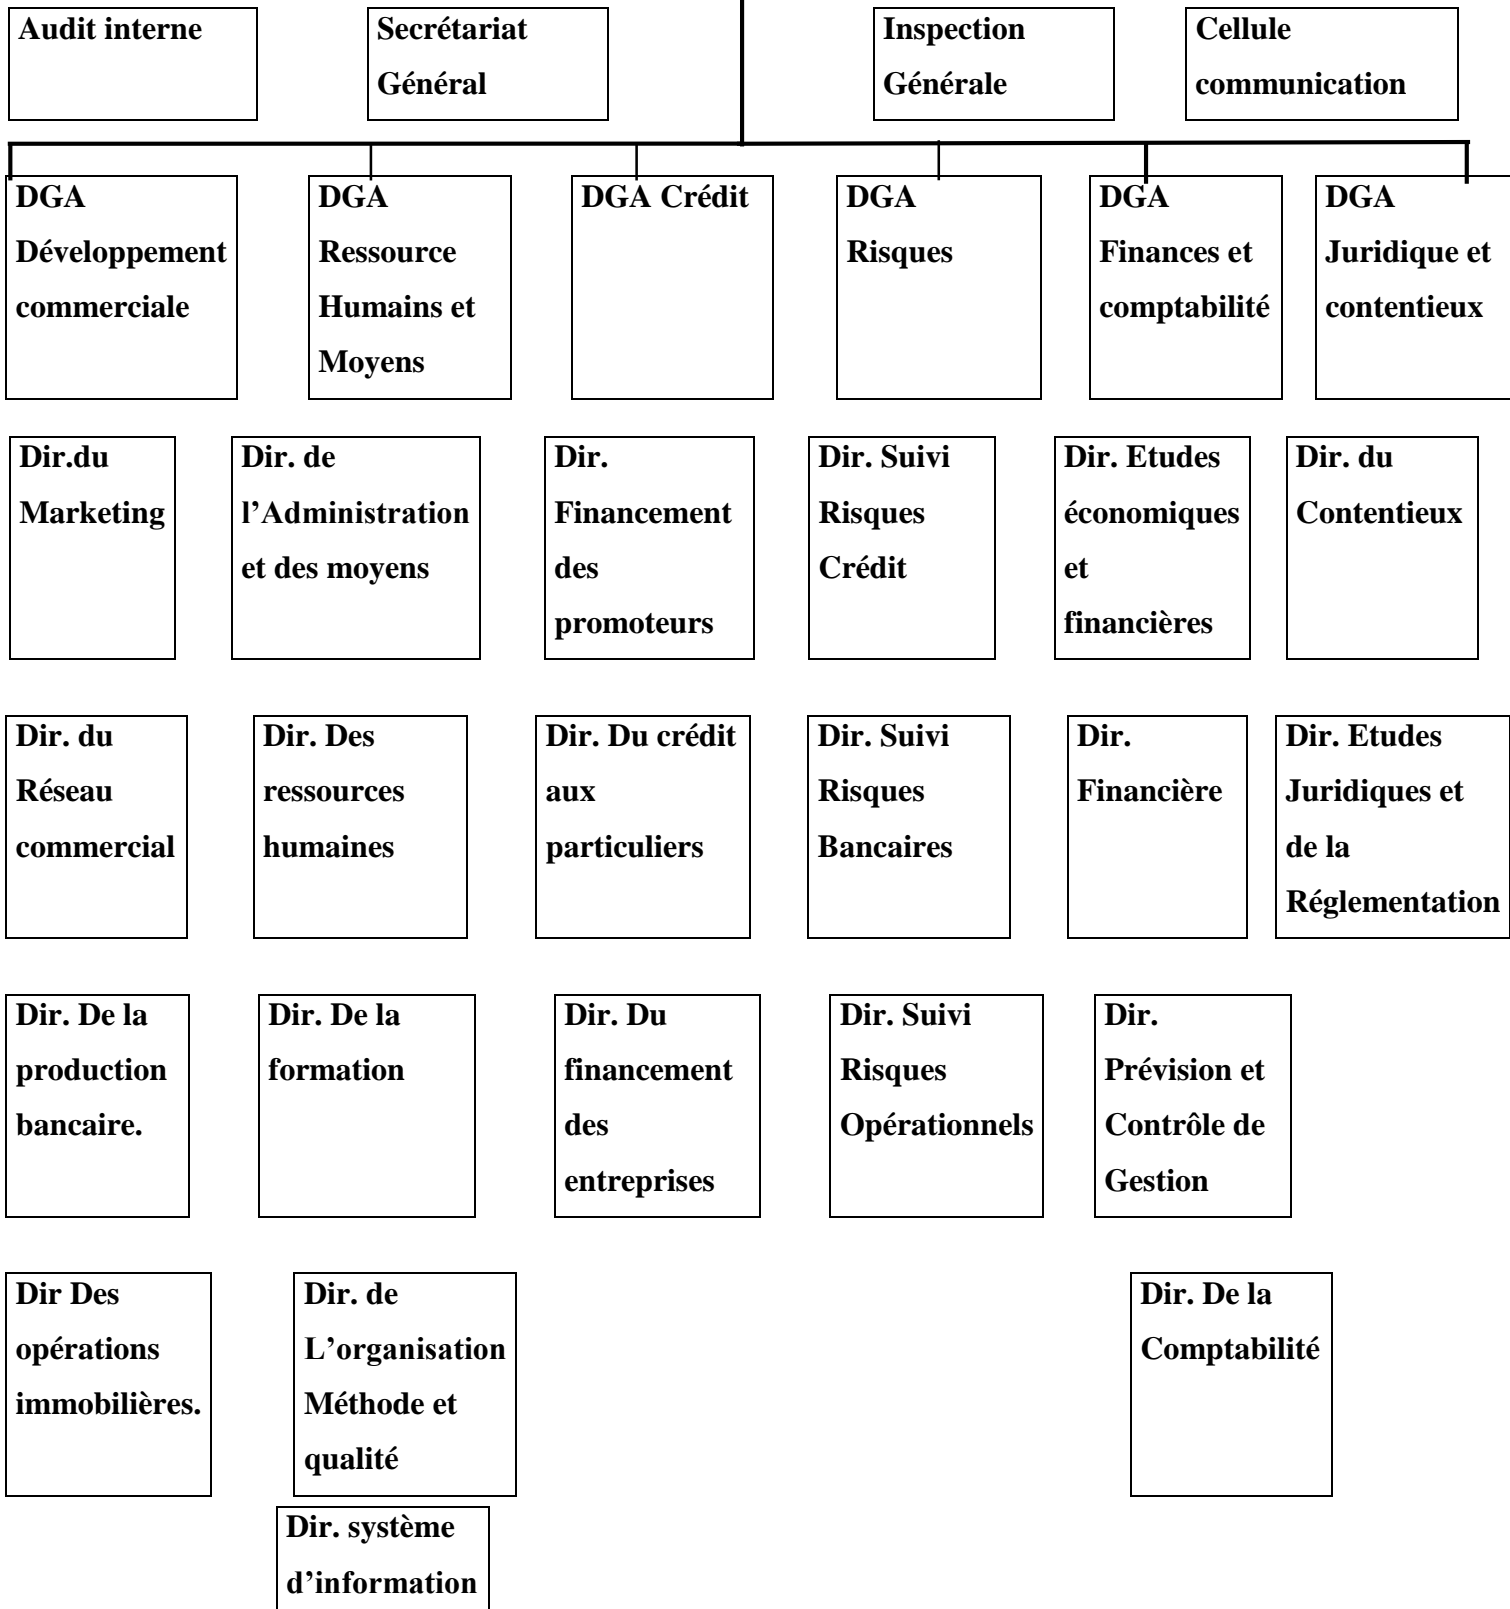 Audit interne
Secrétariat
Général
Inspection
Générale
Cellule
communication
DGA
Développement
commerciale
DGA
Ressource
Humains et
Moyens
DGA Crédit
DGA
Risques
DGA
Finances et
comptabilité
DGA
Juridique et
contentieux
Dir.du
Marketing
Dir. de
l’Administration
et des moyens
Dir.
Financement
des
promoteurs
Dir. Suivi
Risques
Crédit
Dir. Etudes
économiques
et
financières
Dir. du
Contentieux
Dir. du
Réseau
commercial
Dir. Des
ressources
humaines
Dir. Du crédit
aux
particuliers
Dir. Suivi
Risques
Bancaires
Dir.
Financière
Dir. Etudes
Juridiques et
de la
Réglementation
Dir. De la
production
bancaire.
Dir. De la
formation
Dir. Du
financement
des
entreprises
Dir. Suivi
Risques
Opérationnels
Dir.
Prévision et
Contrôle de
Gestion
Dir Des
opérations
immobilières.
Dir. de
L’organisation
Méthode et
qualité
Dir. De la
Comptabilité
Dir. système
d’information